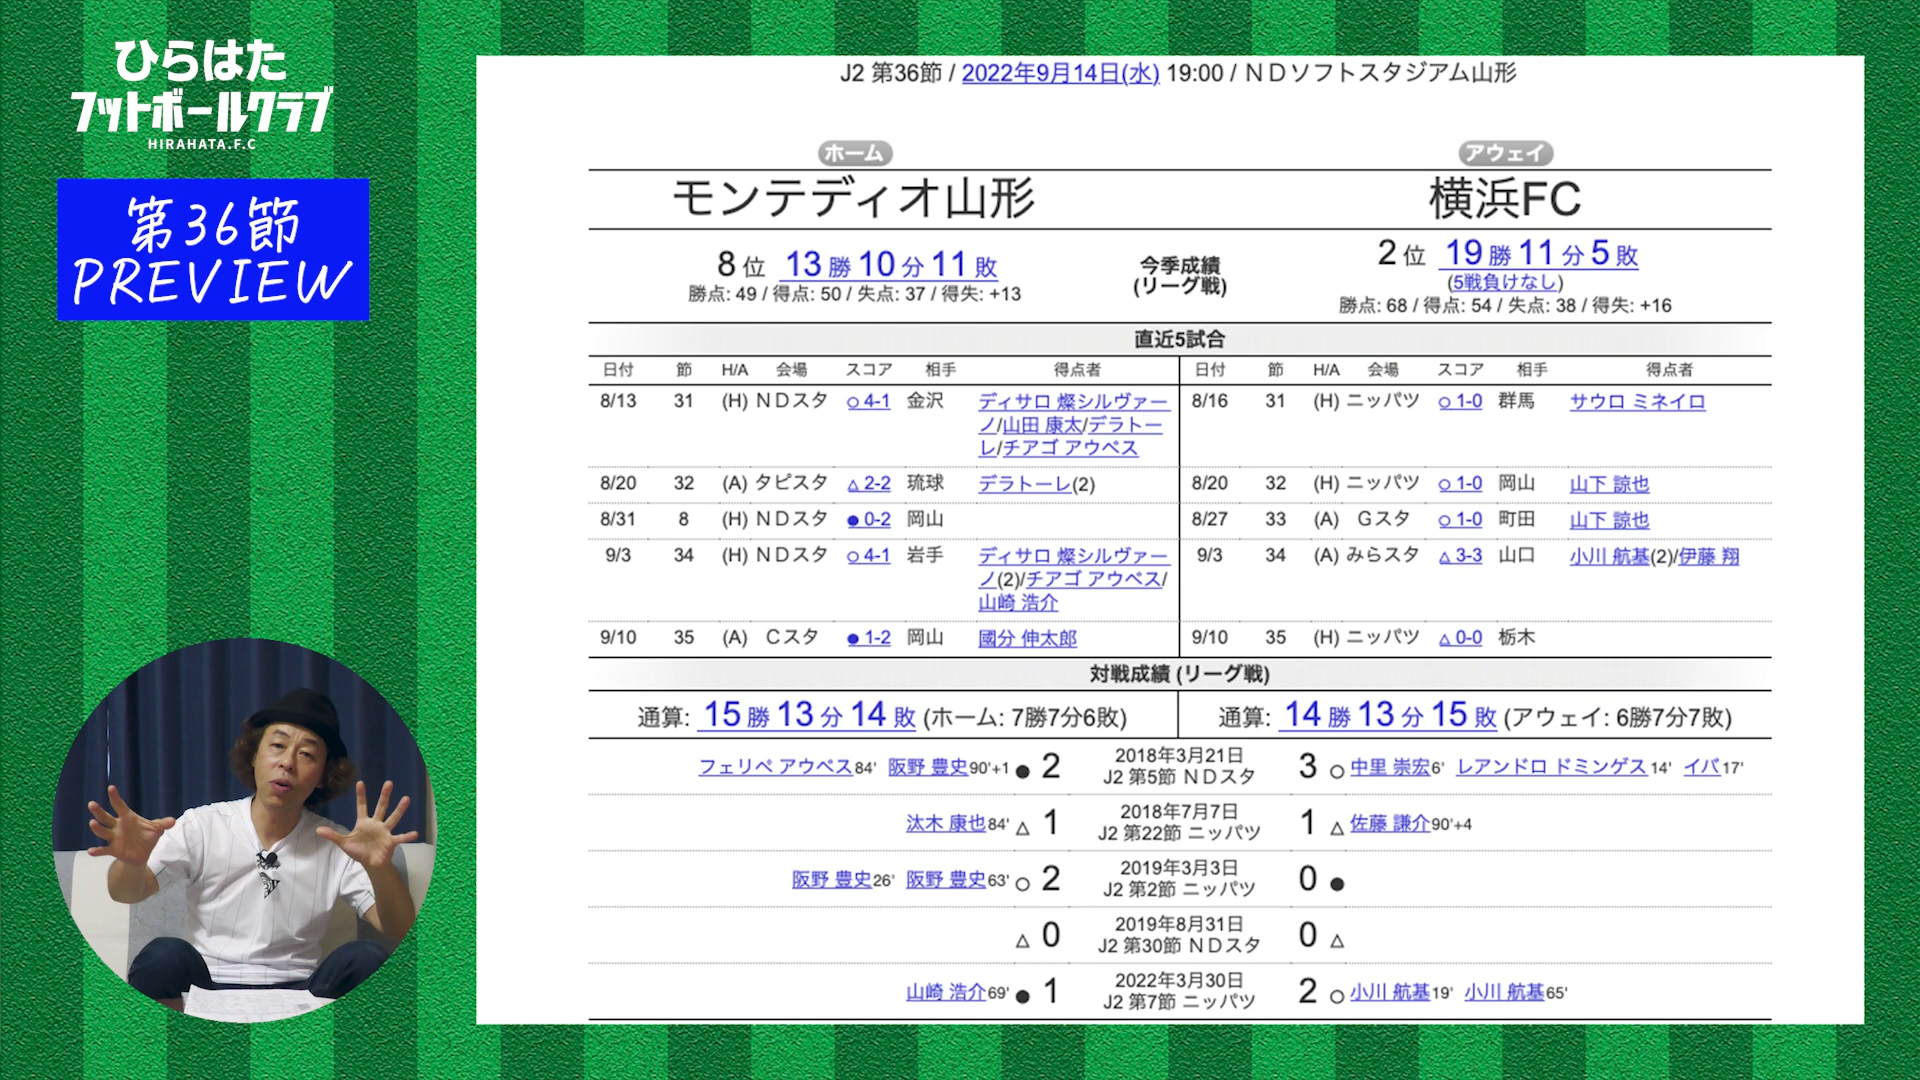 ひらはた
フットボールクラブ
HIRAHATA.F.C
第36節
PREVIEW
J2 第36節 / 2022年9月14日(水) 19:00 / NDソフトスタジアム山形
ホーム アウェイ
モンテディオ山形 横浜FC
8位 13勝10分11敗 今季成績 (リーグ戦) 2位 19勝11分5敗
(5戦負けなし)
勝点: 49 / 得点: 50 / 失点: 37 / 得失: +13 勝点: 68 / 得点: 54 / 失点: 38 / 得失: +16
直近5試合
日付 節 H/A 会場 スコア 相手 得点者 日付 節 H/A 会場 スコア 相手 得点者
8/13 31 (H) NDスタ ○4-1 金沢 ディサロ 燦シルヴァー 8/16 31 (H) ニッパツ ○1-0 群馬 サウロ ミネイロ
ノ/山田 康太/デラトー
レ/チアゴ アウベス
8/20 32 (A) タピスタ △2-2 琉球 デラトーレ(2) 8/20 32 (H) ニッパツ ○1-0 岡山 山下 諒也
8/31 8 (H) NDスタ ●0-2 岡山 8/27 33 (A) Gスタ ○1-0 町田 山下 諒也
9/3 34 (H) NDスタ ○4-1 岩手 ディサロ 燦シルヴァー 9/3 34 (A) みらスタ △3-3 山口 小川 航基(2)/伊藤 翔
ノ(2)/チアゴ アウベス/
山崎 浩介
9/10 35 (A) Cスタ ●1-2 岡山 國分 伸太郎 9/10 35 (H) ニッパツ △0-0 栃木
対戦成績 (リーグ戦)
通算: 15勝13分14敗 (ホーム: 7勝7分6敗) 通算: 14勝13分15敗 (アウェイ: 6勝7分7敗)
フェリペ アウベス84' 阪野 豊史90'+1 ● 2 2018年3月21日 3 ○ 中里 崇宏6' レアンドロ ドミンゲス14' イバ17'
J2 第5節 NDスタ
汰木 康也84' △ 1 2018年7月7日 1 △ 佐藤 謙介90'+4
J2 第22節 ニッパツ
阪野 豊史26' 阪野 豊史63' ○ 2 2019年3月3日 0 ●
J2 第2節 ニッパツ
△ 0 2019年8月31日 0 △
J2 第30節 NDスタ
山崎 浩介69' ● 1 2022年3月30日 2 ○ 小川 航基19' 小川 航基65'
J2 第7節 ニッパツ